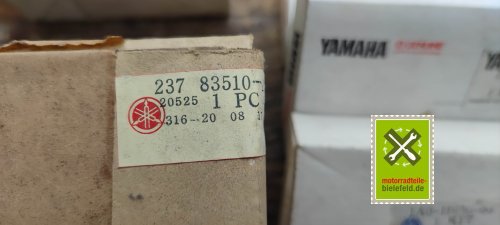 237 83510-
20525 1 PC
316-20 08
YAMAHA
motorradteile-
bielefeld.de